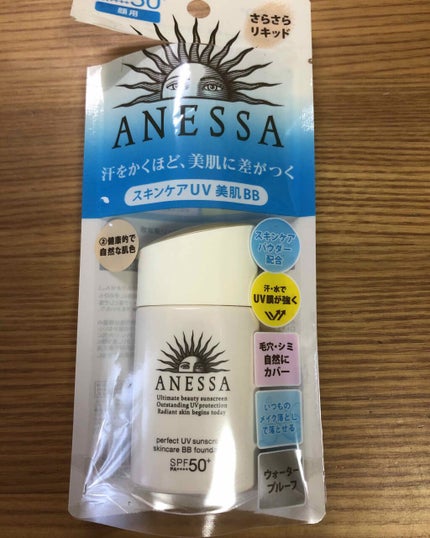 50+
顔用
さらさら
リキッド
ANESSA
汗をかくほど、美肌に差がつく
スキンケアUV 美肌BB
②健康的で
自然な肌色
スキンケア
パウダー
配合
汗・水で
UV膜が強く
毛穴・シミ
自然に
カバー
いつもの
メイク落とし
で落とせる
ウォーター
プルーフ
ANESSA
Ultimate beauty sunscreen
Outstanding UV protection
Radiant skin begins today
perfect UV sunscre
skincare BB founda
SPF50+
PA++++